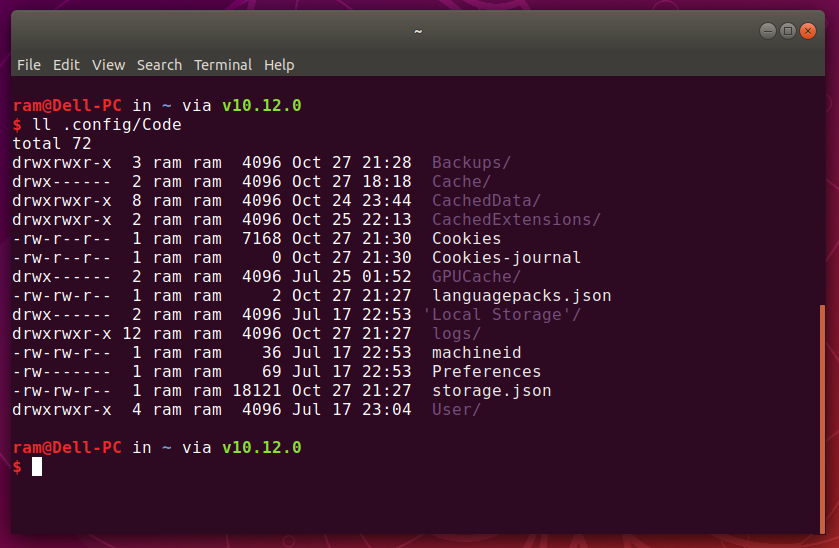 ~
File Edit View Search Terminal Help
ram@Dell-PC in ~ via v10.12.0
$ ll .config/Code
total 72
drwxrwxr-x  3 ram ram  4096 Oct 27 21:28  Backups/
drwx------  2 ram ram  4096 Oct 27 18:18  Cache/
drwxrwxr-x  8 ram ram  4096 Oct 24 23:44  CachedData/
drwxrwxr-x  2 ram ram  4096 Oct 25 22:13  CachedExtensions/
-rw-r--r--  1 ram ram  7168 Oct 27 21:30  Cookies
-rw-r--r--  1 ram ram     0 Oct 27 21:30  Cookies-journal
drwx------  2 ram ram  4096 Jul 25 01:52  GPUCache/
-rw-rw-r--  1 ram ram     2 Oct 27 21:27  languagepacks.json
drwx------  2 ram ram  4096 Jul 17 22:53 'Local Storage'/
drwxrwxr-x 12 ram ram  4096 Oct 27 21:27  logs/
-rw-rw-r--  1 ram ram    36 Jul 17 22:53  machineid
-rw-------  1 ram ram    69 Jul 17 22:53  Preferences
-rw-rw-r--  1 ram ram 18121 Oct 27 21:27  storage.json
drwxrwxr-x  4 ram ram  4096 Jul 17 23:04  User/
ram@Dell-PC in ~ via v10.12.0
$